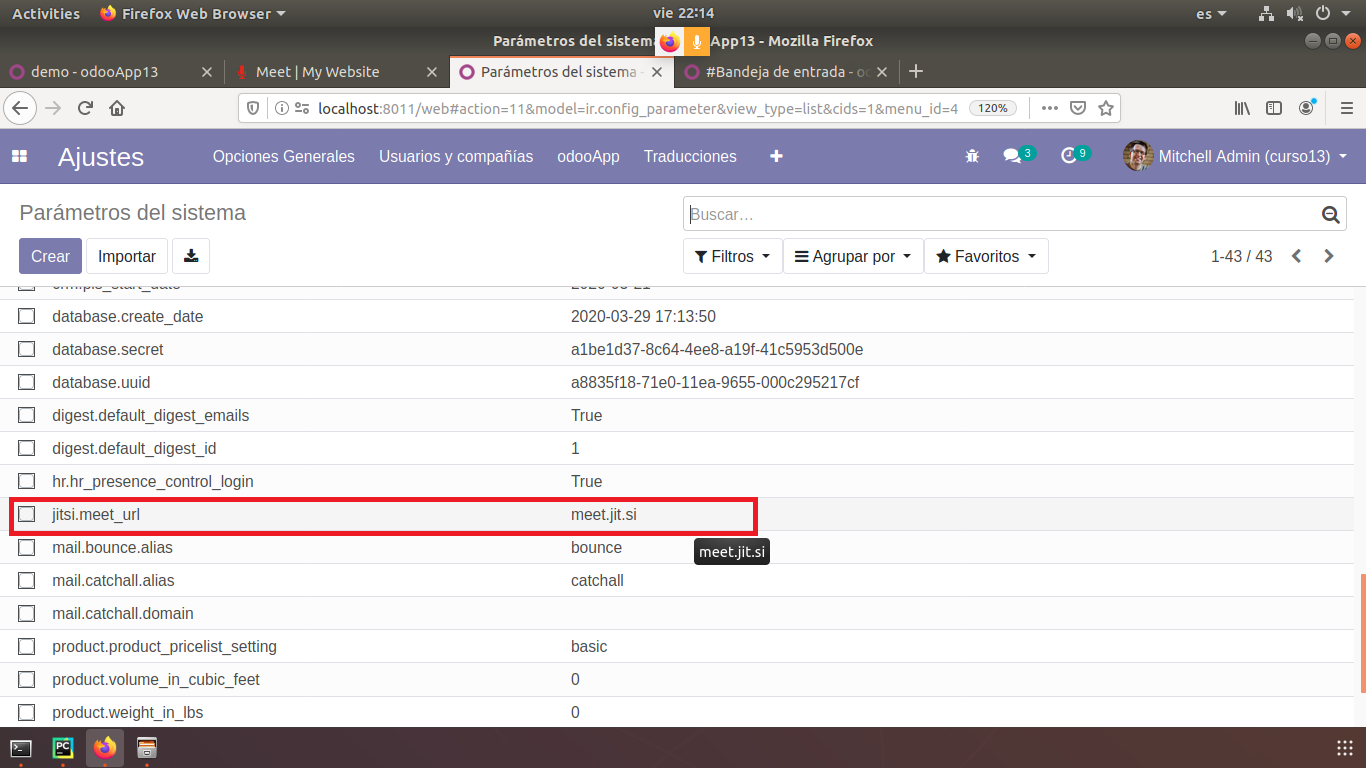 Activities Firefox Web Browser vie 22:14 es
Parámetros del sistema App13 - Mozilla Firefox
demo - odooApp13 Meet | My Website Parámetros del sistema - #Bandeja de entrada - o
localhost:8011/web#action=11&model=ir.config_parameter&view_type=list&cids=1&menu_id=4 120%
Ajustes Opciones Generales Usuarios y compañías odooApp Traducciones 3 9 Mitchell Admin (curso13)
Parámetros del sistema Buscar...
Crear Importar Filtros Agrupar por Favoritos 1-43 / 43
database.create_date 2020-03-29 17:13:50
database.secret a1be1d37-8c64-4ee8-a19f-41c5953d500e
database.uuid a8835f18-71e0-11ea-9655-000c295217cf
digest.default_digest_emails True
digest.default_digest_id 1
hr.hr_presence_control_login True
jitsi.meet_url meet.jit.si
mail.bounce.alias bounce
meet.jit.si
mail.catchall.alias catchall
mail.catchall.domain
product.product_pricelist_setting basic
product.volume_in_cubic_feet 0
product.weight_in_lbs 0
PC